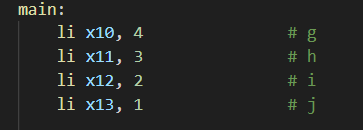 main:
    li x10, 4                # g
    li x11, 3                # h
    li x12, 2                # i
    li x13, 1                # j